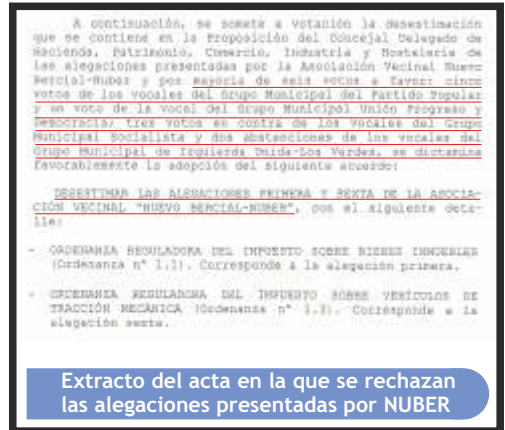 A continuación, se somete a votación la desestimación
que se contiene en la Proposición del Concejal Delegado de
Hacienda, Patrimonio, Comercio, Industria y Hostelería de
las alegaciones presentadas por la Asociación Vecinal Nuevo
Bercial-Nuber y por mayoría de seis votos a favor: cinco
votos de los vocales del Grupo Municipal del Partido Popular
y un voto de la vocal del Grupo Municipal Unión Progreso y
Democracia; tres votos en contra de los vocales del Grupo
Municipal Socialista y dos abstenciones de los vocales del
Grupo Municipal de Izquierda Unida-Los Verdes, se dictamina
favorablemente la adopción del siguiente acuerdo:
DESESTIMAR LAS ALEGACIONES PRIMERA Y SEXTA DE LA ASOCIA-
CIÓN VECINAL "NUEVO BERCIAL-NUBER", con el siguiente deta-
lle:
- ORDENANZA REGULADORA DEL IMPUESTO SOBRE BIENES INMUEBLES
(Ordenanza nº 1.1). Corresponde a la alegación primera.
- ORDENANZA REGULADORA DEL IMPUESTO SOBRE VEHÍCULOS DE
TRACCIÓN MECÁNICA (Ordenanza nº 1.3). Corresponde a la
alegación sexta.
Extracto del acta en la que se rechazan
las alegaciones presentadas por NUBER